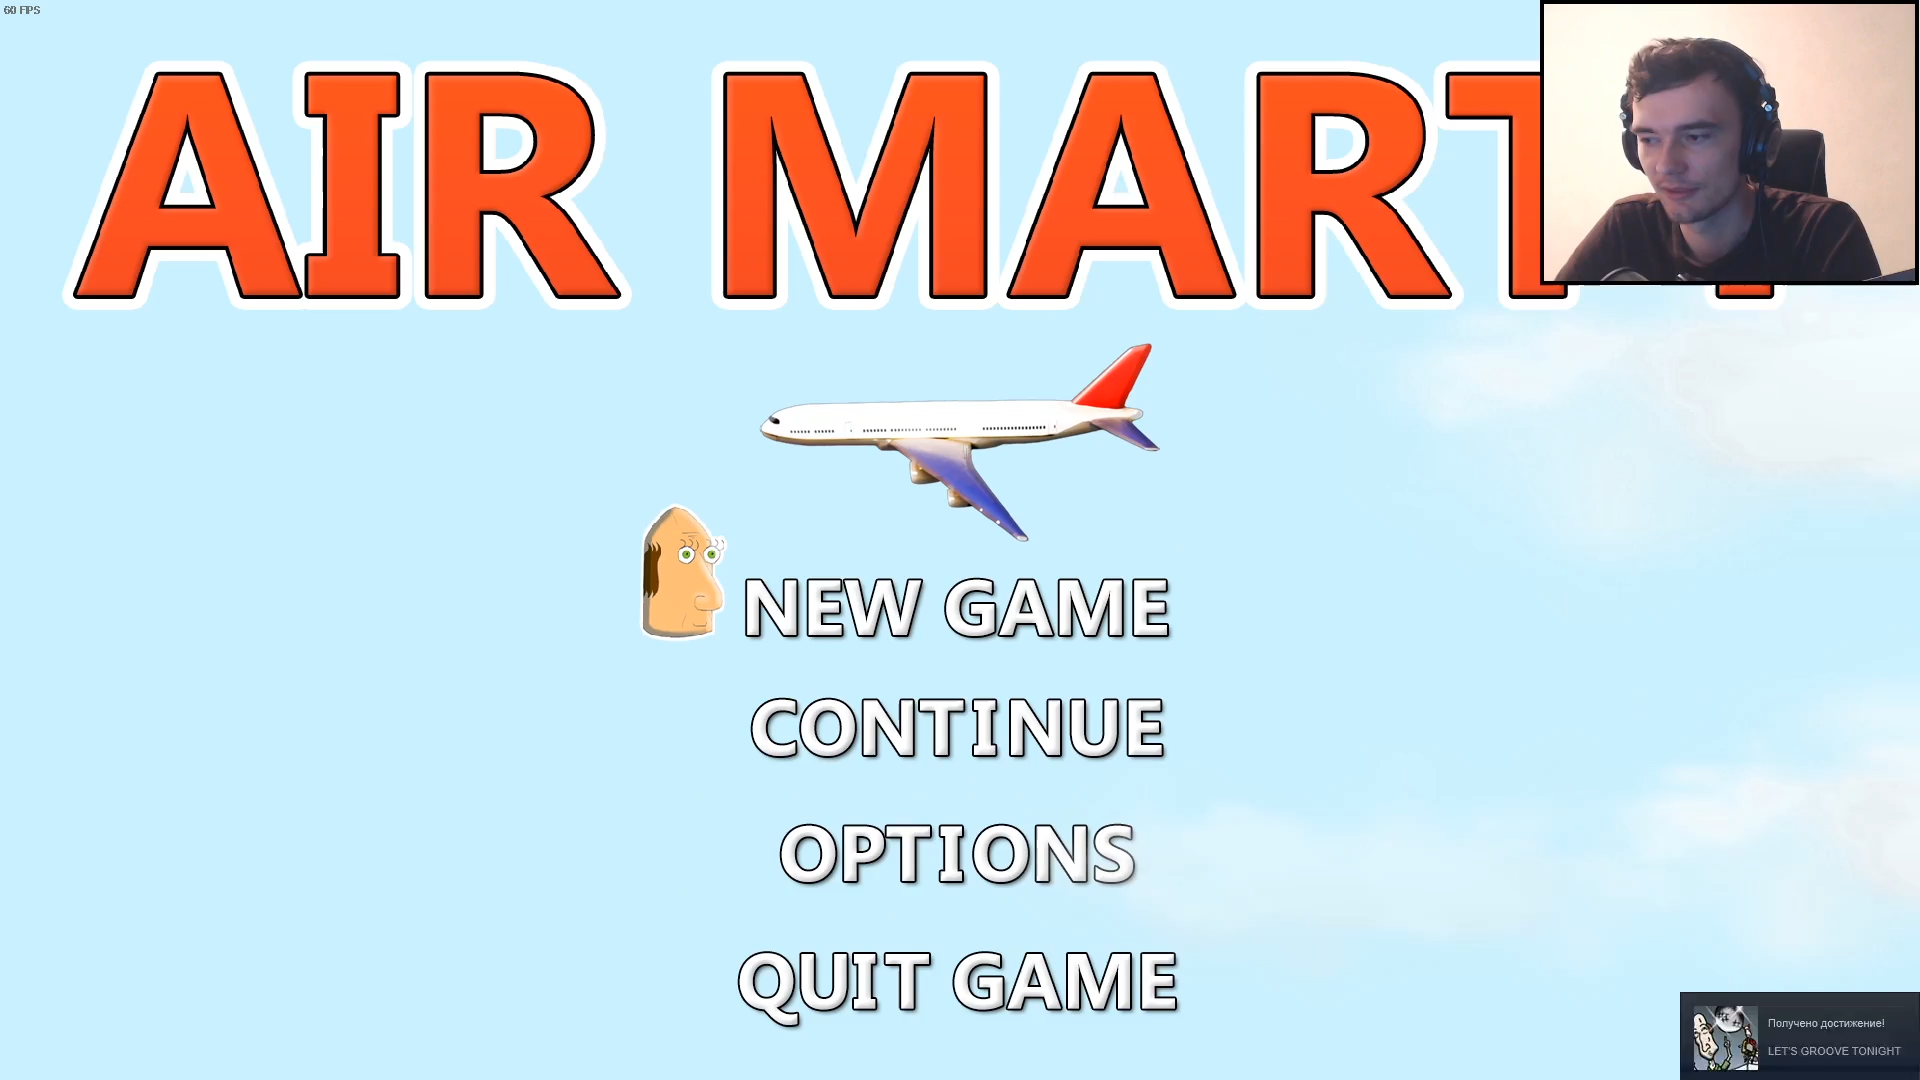 60 FPS
AIR MART
NEW GAME
CONTINUE
OPTIONS
QUIT GAME
Получено достижение!
LET'S GROOVE TONIGHT